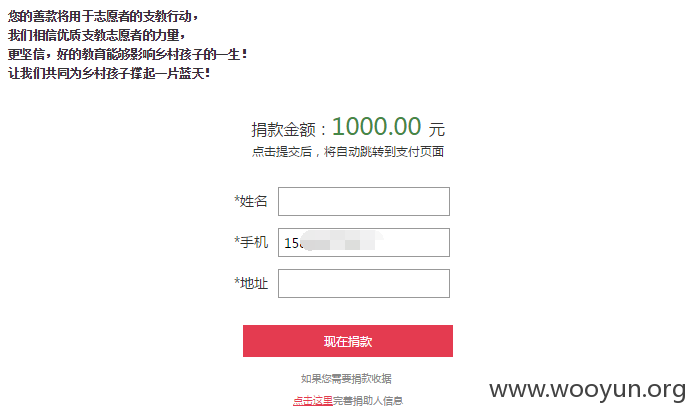 您的善款将用于志愿者的支教行动，
我们相信优质支教志愿者的力量，
更坚信，好的教育能够影响乡村孩子的一生！
让我们共同为乡村孩子撑起一片蓝天！
捐款金额：1000.00 元
点击提交后，将自动跳转到支付页面
*姓名
*手机 15
*地址
现在捐款
如果您需要捐款收据
点击这里完善捐助人信息
www.wooyun.org